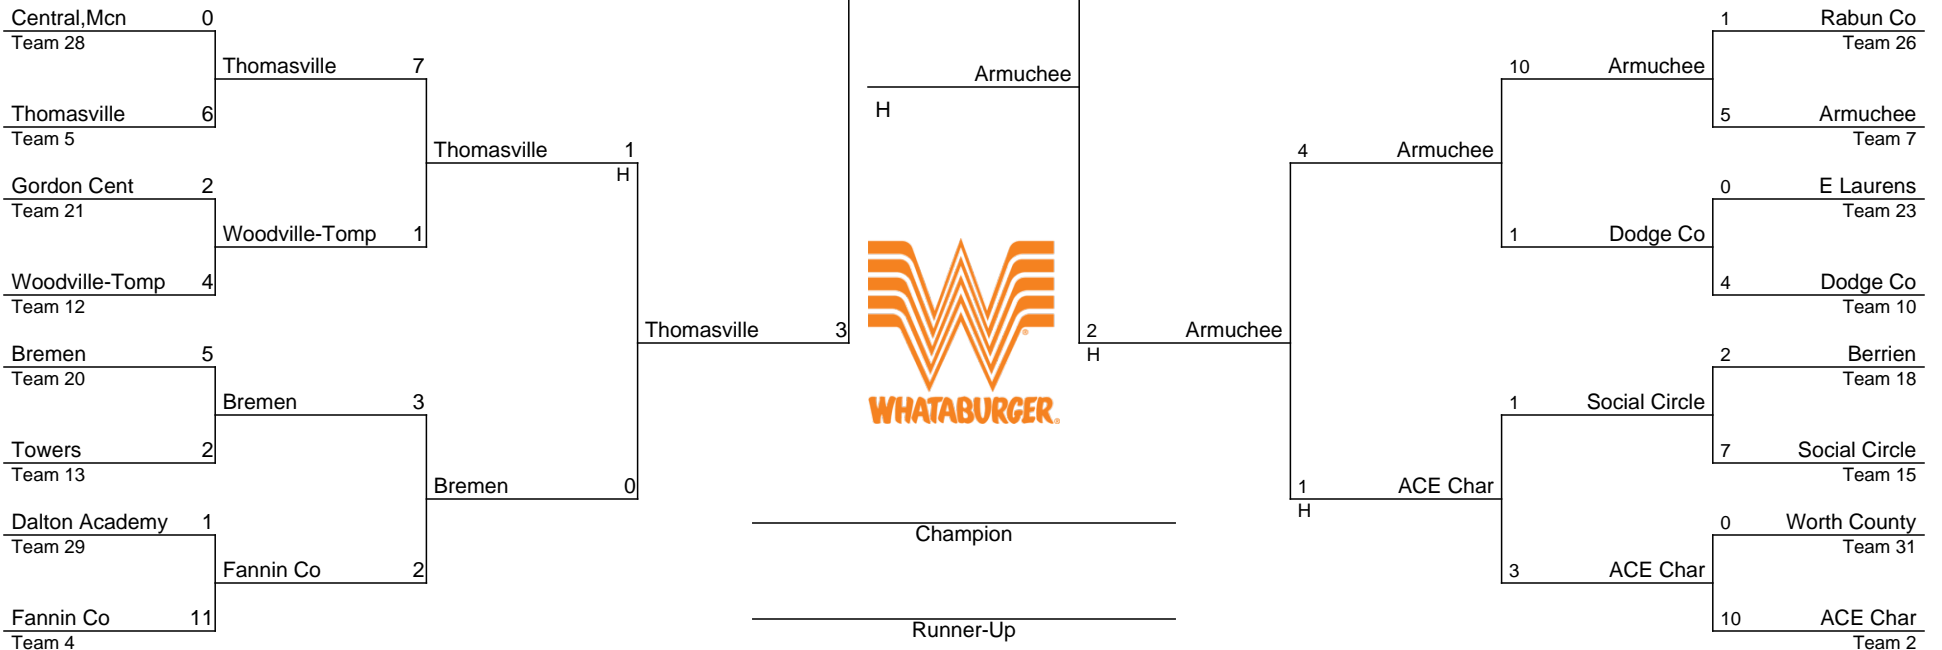 Central,Mcn 0
Team 28
Thomasville 7
Thomasville 6
Team 5
Thomasville 1
H
Gordon Cent 2
Team 21
Woodville-Tomp 1
Woodville-Tomp 4
Team 12
Thomasville 3
Bremen 5
Team 20
Bremen 3
Towers 2
Team 13
Bremen 0
Dalton Academy 1
Team 29
Fannin Co 2
Fannin Co 11
Team 4
Armuchee
H
WHATABURGER®
Champion
Runner-Up
1 Rabun Co
Team 26
10 Armuchee
5 Armuchee
Team 7
4 Armuchee
0 E Laurens
Team 23
1 Dodge Co
4 Dodge Co
Team 10
2 Armuchee
H
2 Berrien
Team 18
1 Social Circle
7 Social Circle
Team 15
1 ACE Char
H
0 Worth County
Team 31
3 ACE Char
10 ACE Char
Team 2